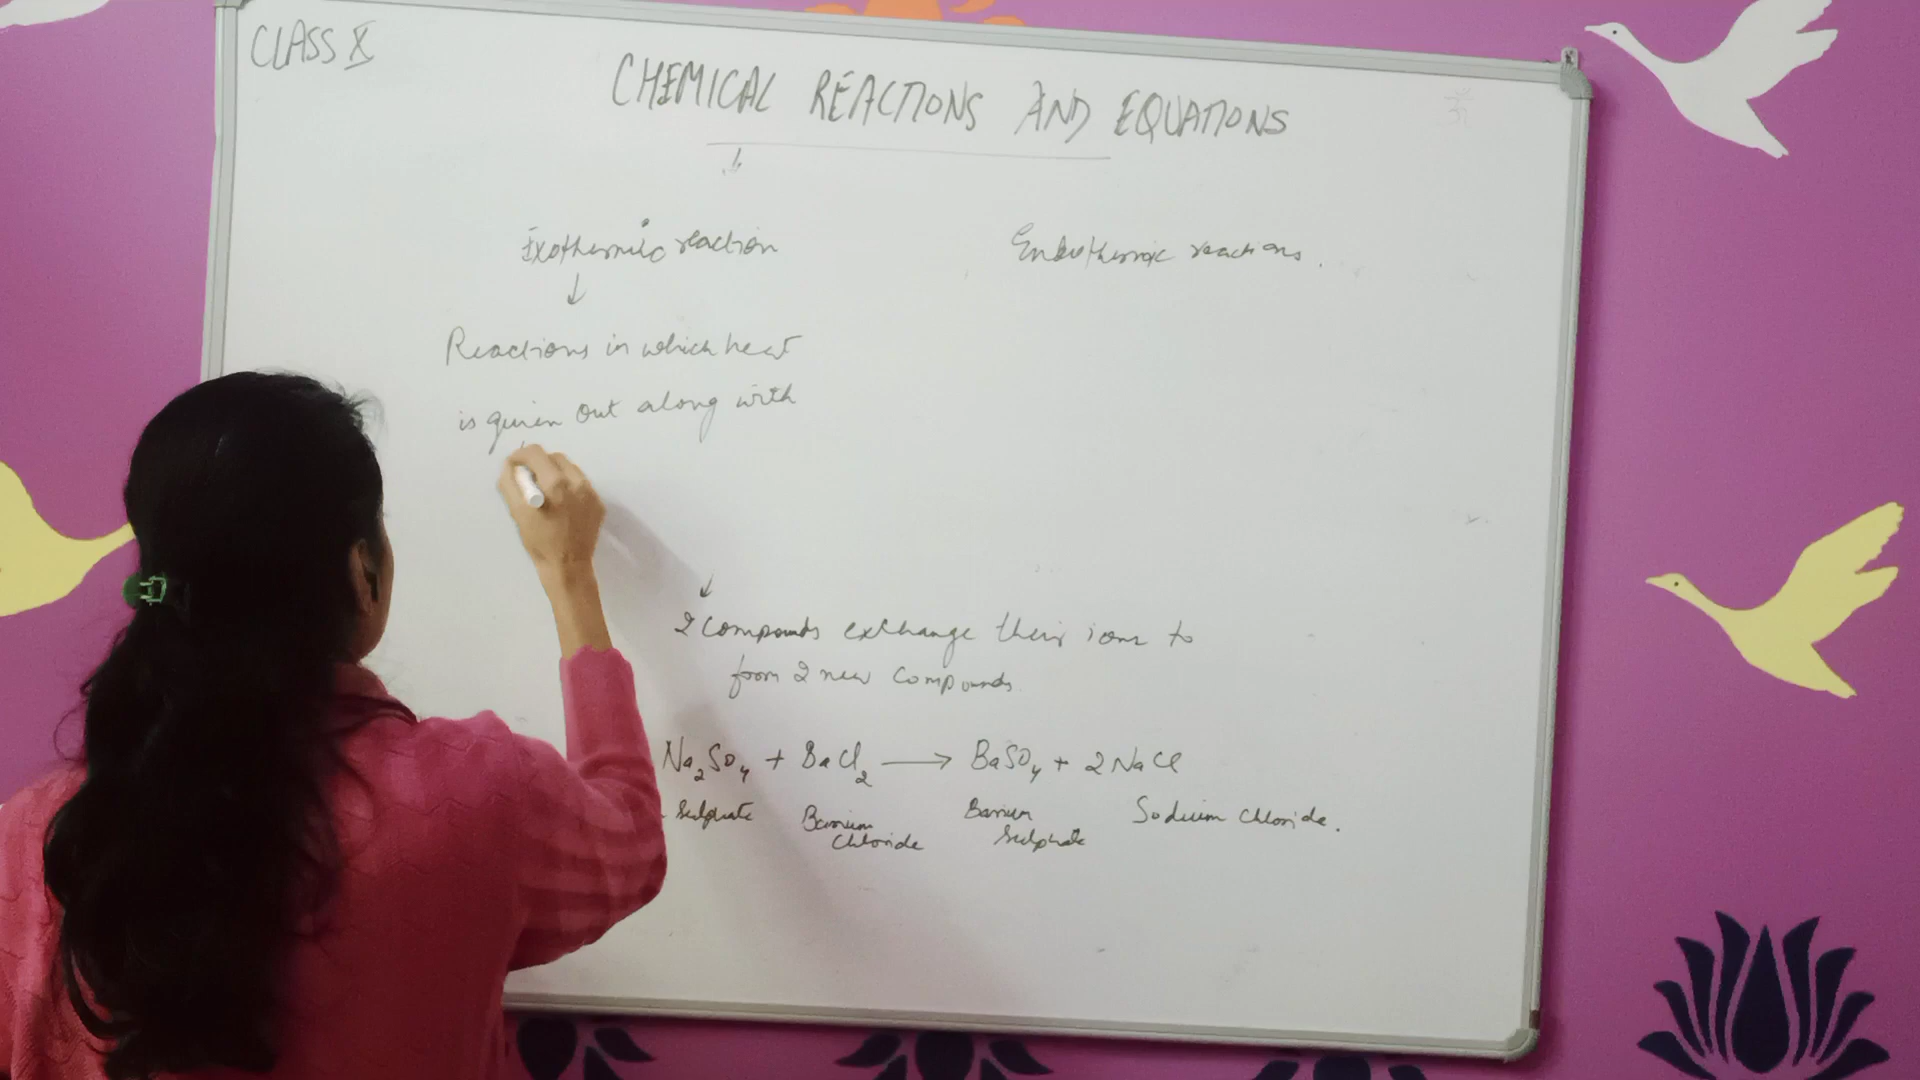 CLASS X
CHEMICAL REACTIONS AND EQUATIONS
Exothermic reaction
Endothermic reactions.
Reactions in which heat
is given out along with
2 compounds exchange their ions to
form 2 new compounds.
Na₂SO₄ + BaCl₂ ⟶ BaSO₄ + 2NaCl
Sulphate Barium Chloride Barium Sulphate Sodium Chloride.